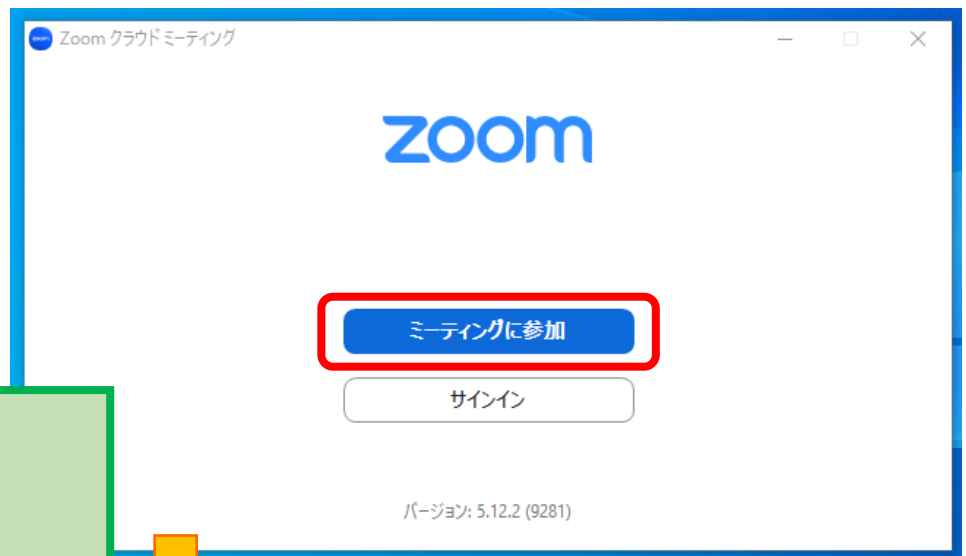 Zoom クラウド ミーティング
zoom
ミーティングに参加
サインイン
バージョン: 5.12.2 (9281)